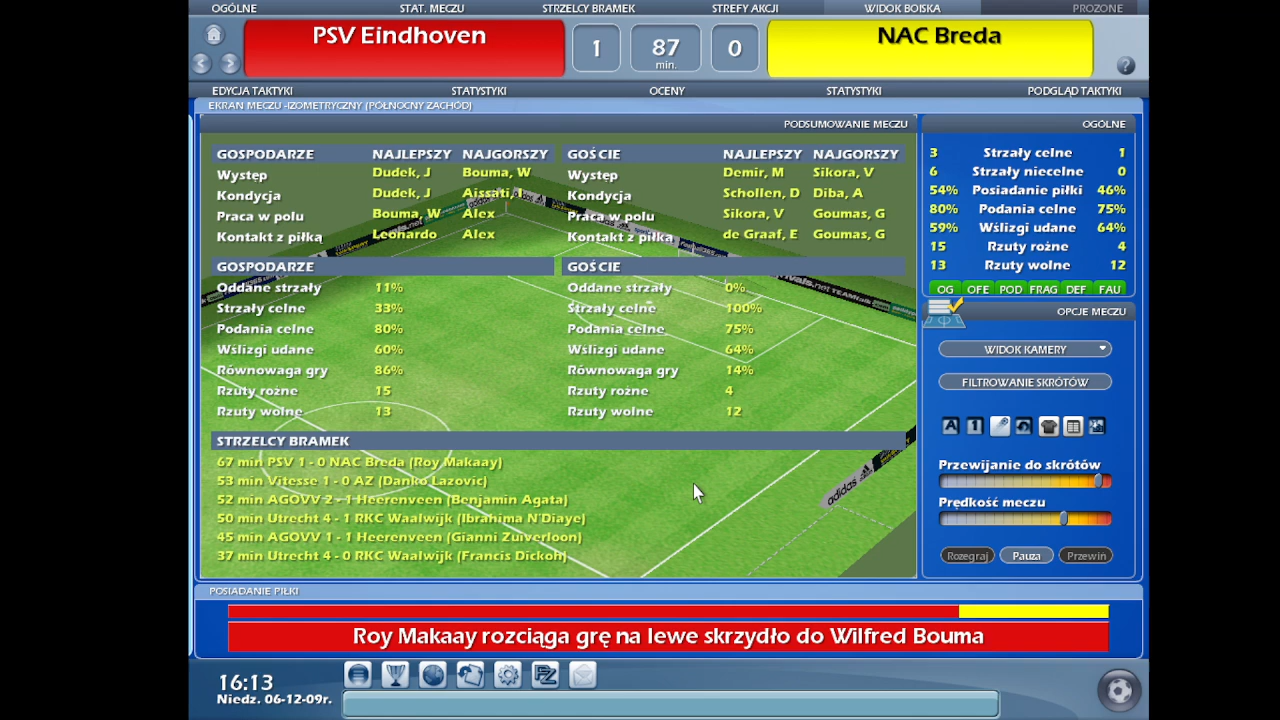 OGÓLNE STAT. MECZU STRZELCY BRAMEK STREFY AKCJI WIDOK BOISKA PROZONE
PSV Eindhoven 1 87 min. 0 NAC Breda
EDYCJA TAKTYKI STATYSTYKI OCENY STATYSTYKI PODGLĄD TAKTYKI
EKRAN MECZU -IZOMETRYCZNY (PÓŁNOCNY ZACHÓD)
PODSUMOWANIE MECZU
GOSPODARZE NAJLEPSZY NAJGORSZY GOŚCIE NAJLEPSZY NAJGORSZY
Występ Dudek, J Bouma, W Występ Demir, M Sikora, V
Kondycja Dudek, J Aissati, I Kondycja Schollen, D Diba, A
Praca w polu Bouma, W Alex Praca w polu Sikora, V Goumas, G
Kontakt z piłką Leonardo Alex Kontakt z piłką de Graaf, E Goumas, G
GOSPODARZE GOŚCIE
Oddane strzały 11% Oddane strzały 0%
Strzały celne 33% Strzały celne 100%
Podania celne 80% Podania celne 75%
Wślizgi udane 60% Wślizgi udane 64%
Równowaga gry 86% Równowaga gry 14%
Rzuty rożne 15 Rzuty rożne 4
Rzuty wolne 13 Rzuty wolne 12
STRZELCY BRAMEK
67 min PSV 1 - 0 NAC Breda (Roy Makaay)
53 min Vitesse 1 - 0 AZ (Danko Lazovic)
52 min AGOVV 2 - 1 Heerenveen (Benjamin Agata)
50 min Utrecht 4 - 1 RKC Waalwijk (Ibrahima N'Diaye)
45 min AGOVV 1 - 1 Heerenveen (Gianni Zuiverloon)
37 min Utrecht 4 - 0 RKC Waalwijk (Francis Dickoh)
adidas
OGÓLNE
3 Strzały celne 1
6 Strzały niecelne 0
54% Posiadanie piłki 46%
80% Podania celne 75%
59% Wślizgi udane 64%
15 Rzuty rożne 4
13 Rzuty wolne 12
OG OFE POD FRAG DEF FAU
OPCJE MECZU
WIDOK KAMERY
FILTROWANIE SKRÓTÓW
A 1
Przewijanie do skrótów
Prędkość meczu
Rozegraj Pauza Przewiń
POSIADANIE PIŁKI
Roy Makaay rozciąga grę na lewe skrzydło do Wilfred Bouma
16:13
Niedz. 06-12-09r.
FZ